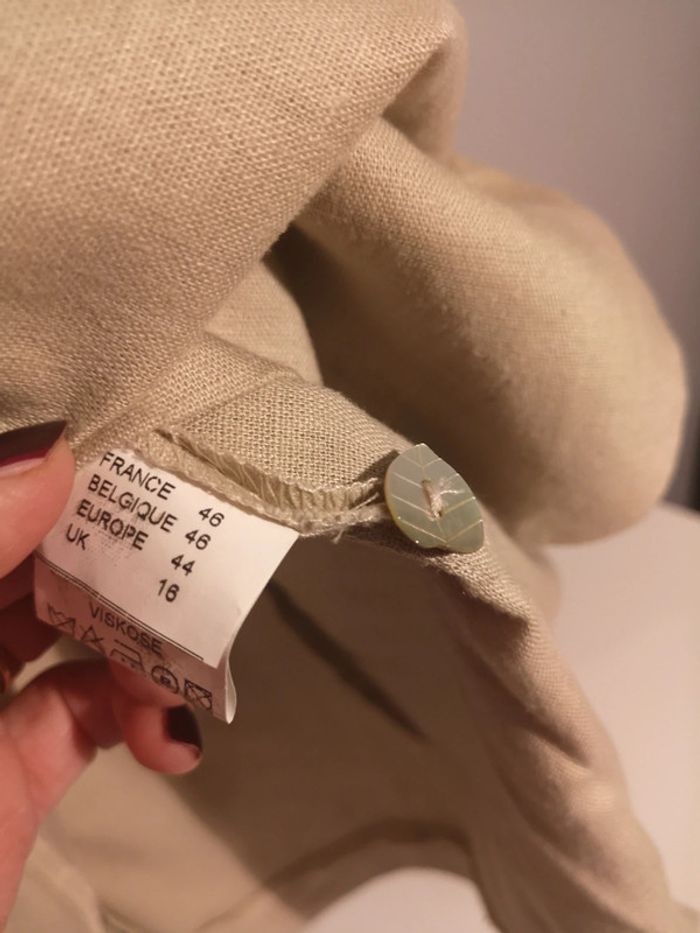 FRANCE 46
BELGIQUE 46
EUROPE 44
UK 16
VISKOSE